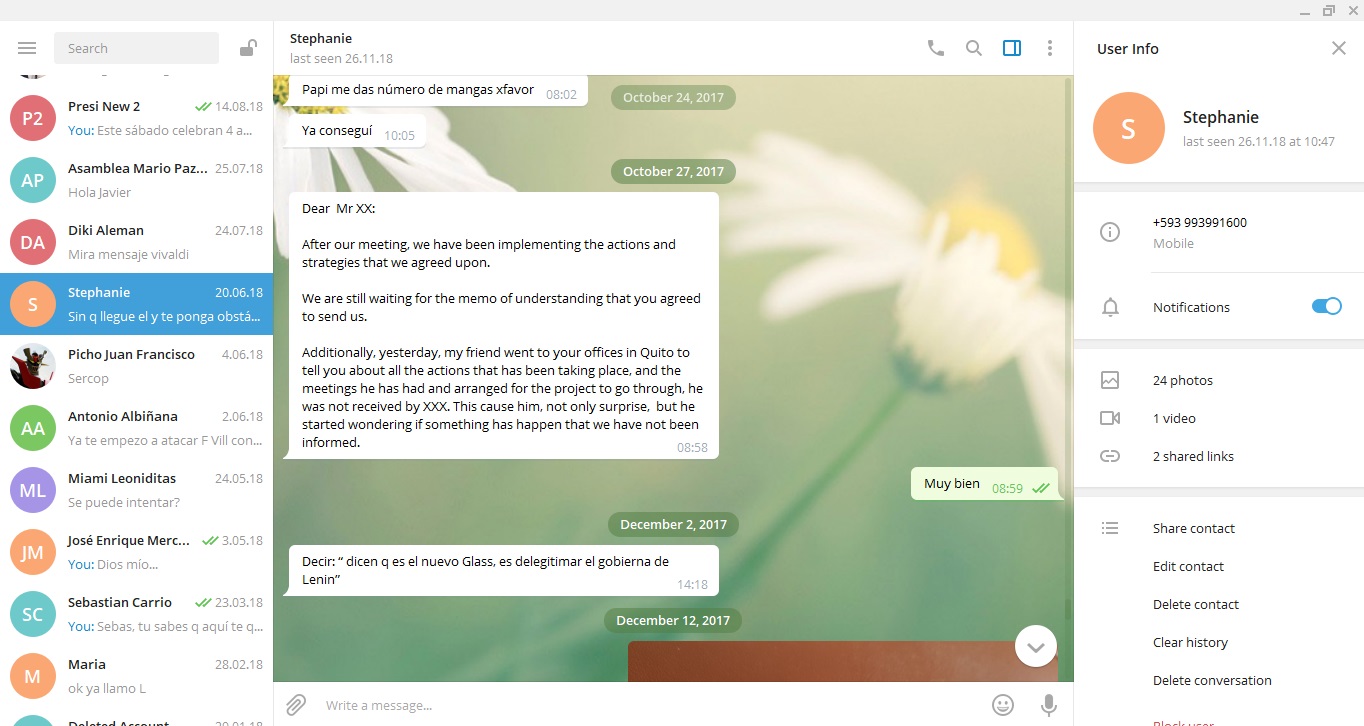 Search
Presi New 2
14.08.18
P2
You: Este sábado celebran 4 a...
Asamblea Mario Paz...
25.07.18
AP
Hola Javier
Diki Aleman
24.07.18
DA
Mira mensaje vivaldi
Stephanie
20.06.18
S
Sin q llegue el y te ponga obstá...
Picho Juan Francisco
4.06.18
Sercop
Antonio Albiñana
2.06.18
AA
Ya te empezo a atacar F Vill con...
Miami Leoniditas
24.05.18
ML
Se puede intentar?
José Enrique Merc...
3.05.18
JM
You: Dios mío...
Sebastian Carrio
23.03.18
SC
You: Sebas, tu sabes q aquí te q...
Maria
28.02.18
M
ok ya llamo L
Deleted Account
Stephanie
last seen 26.11.18
Papi me das número de mangas xfavor
08:02
October 24, 2017
Ya conseguí
10:05
October 27, 2017
Dear Mr XX:
After our meeting, we have been implementing the actions and
strategies that we agreed upon.
We are still waiting for the memo of understanding that you agreed
to send us.
Additionally, yesterday, my friend went to your offices in Quito to
tell you about all the actions that has been taking place, and the
meetings he has had and arranged for the project to go through, he
was not received by XXX. This cause him, not only surprise, but he
started wondering if something has happen that we have not been
informed.
08:58
Muy bien
08:59
December 2, 2017
Decir: “ dicen q es el nuevo Glass, es delegitimar el gobierna de
Lenin”
14:18
December 12, 2017
Write a message...
User Info
S
Stephanie
last seen 26.11.18 at 10:47
+593 993991600
Mobile
Notifications
24 photos
1 video
2 shared links
Share contact
Edit contact
Delete contact
Clear history
Delete conversation
Block user